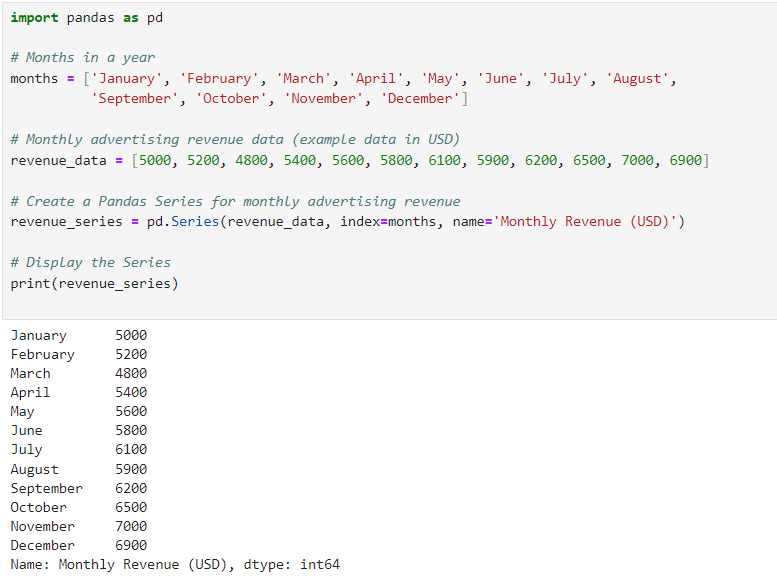 import pandas as pd
# Months in a year
months = ['January', 'February', 'March', 'April', 'May', 'June', 'July', 'August',
'September', 'October', 'November', 'December']
# Monthly advertising revenue data (example data in USD)
revenue_data = [5000, 5200, 4800, 5400, 5600, 5800, 6100, 5900, 6200, 6500, 7000, 6900]
# Create a Pandas Series for monthly advertising revenue
revenue_series = pd.Series(revenue_data, index=months, name='Monthly Revenue (USD)')
# Display the Series
print(revenue_series)
January 5000
February 5200
March 4800
April 5400
May 5600
June 5800
July 6100
August 5900
September 6200
October 6500
November 7000
December 6900
Name: Monthly Revenue (USD), dtype: int64